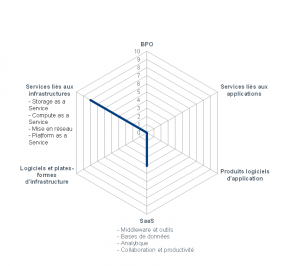 BPO
10
9
8
7
6
5
4
3
2
1
0
Services liés aux
infrastructures
- Storage as a
Service
- Compute as a
Service
- Mise en réseau
- Platform as a
Service
Services liés aux
applications
Logiciels et plates-
formes
d'infrastructure
Produits logiciels
d'application
SaaS
- Middleware et outils
- Bases de données
- Analytique
- Collaboration et productivité